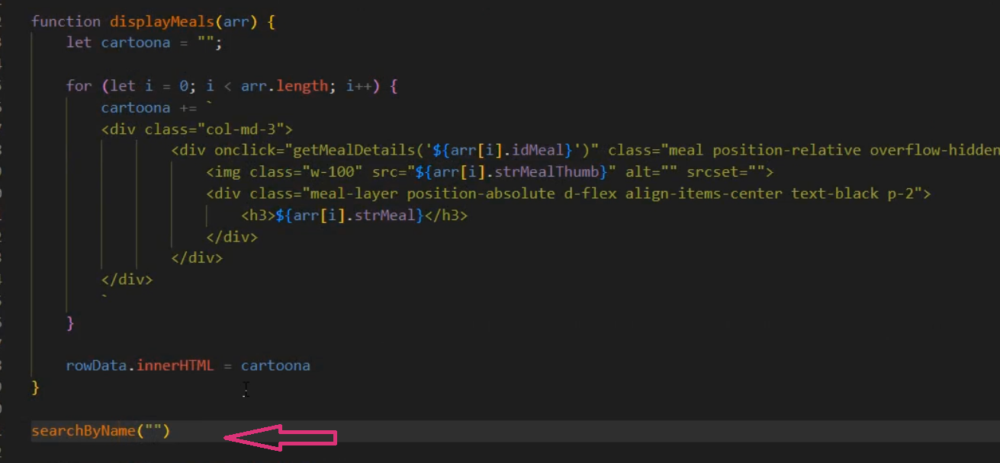 function displayMeals(arr) {
let cartoona = "";
for (let i = 0; i < arr.length; i++) {
cartoona += `
<div class="col-md-3">
<div onclick="getMealDetails('${arr[i].idMeal}')" class="meal position-relative overflow-hidden
<img class="w-100" src="${arr[i].strMealThumb}" alt="" srcset="">
<div class="meal-layer position-absolute d-flex align-items-center text-black p-2">
<h3>${arr[i].strMeal}</h3>
</div>
</div>
</div>
`
}
rowData.innerHTML = cartoona
}
searchByName("")